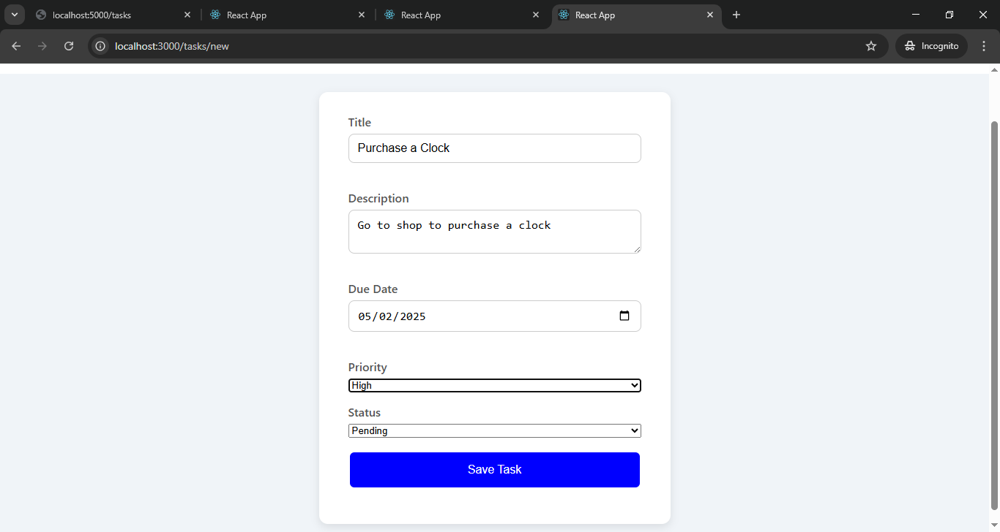 localhost:5000/tasks
React App
React App
React App
localhost:3000/tasks/new
Incognito
Title
Purchase a Clock
Description
Go to shop to purchase a clock
Due Date
05/02/2025
Priority
High
Status
Pending
Save Task